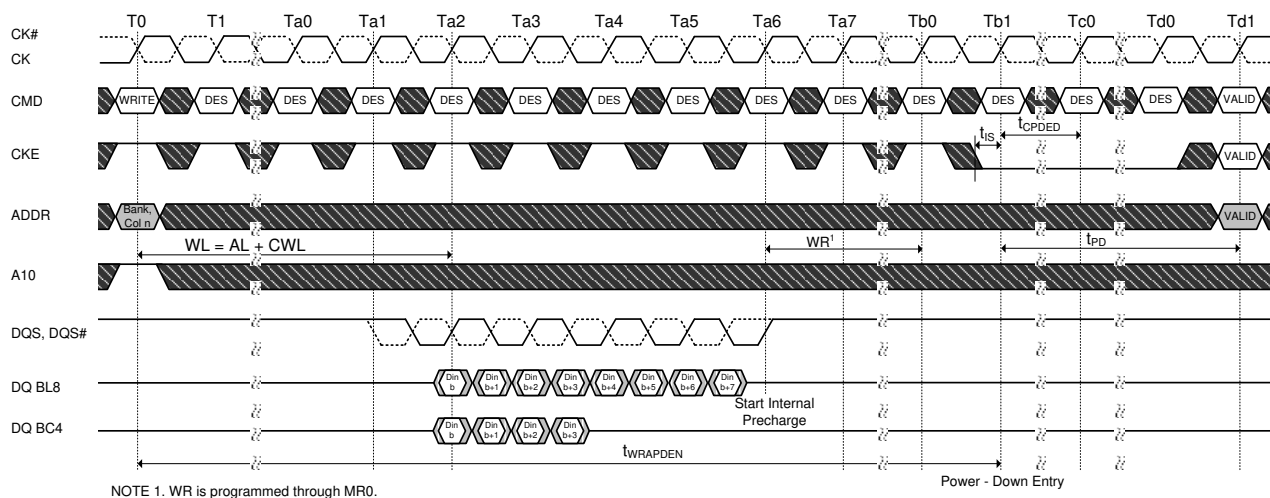 T0 T1 Ta0 Ta1 Ta2 Ta3 Ta4 Ta5 Ta6 Ta7 Tb0 Tb1 Tc0 Td0 Td1
CK#
CK
CMD WRITE DES DES DES DES DES DES DES DES DES DES DES DES DES VALID
tIS tCPDED
CKE VALID
ADDR Bank, Col n VALID
WL = AL + CWL WR1 tPD
A10
DQS, DQS#
DQ BL8 Din b Din b+1 Din b+2 Din b+3 Din b+4 Din b+5 Din b+6 Din b+7
Start Internal
Precharge
DQ BC4 Din b Din b+1 Din b+2 Din b+3
tWRAPDEN
Power - Down Entry
NOTE 1. WR is programmed through MR0.